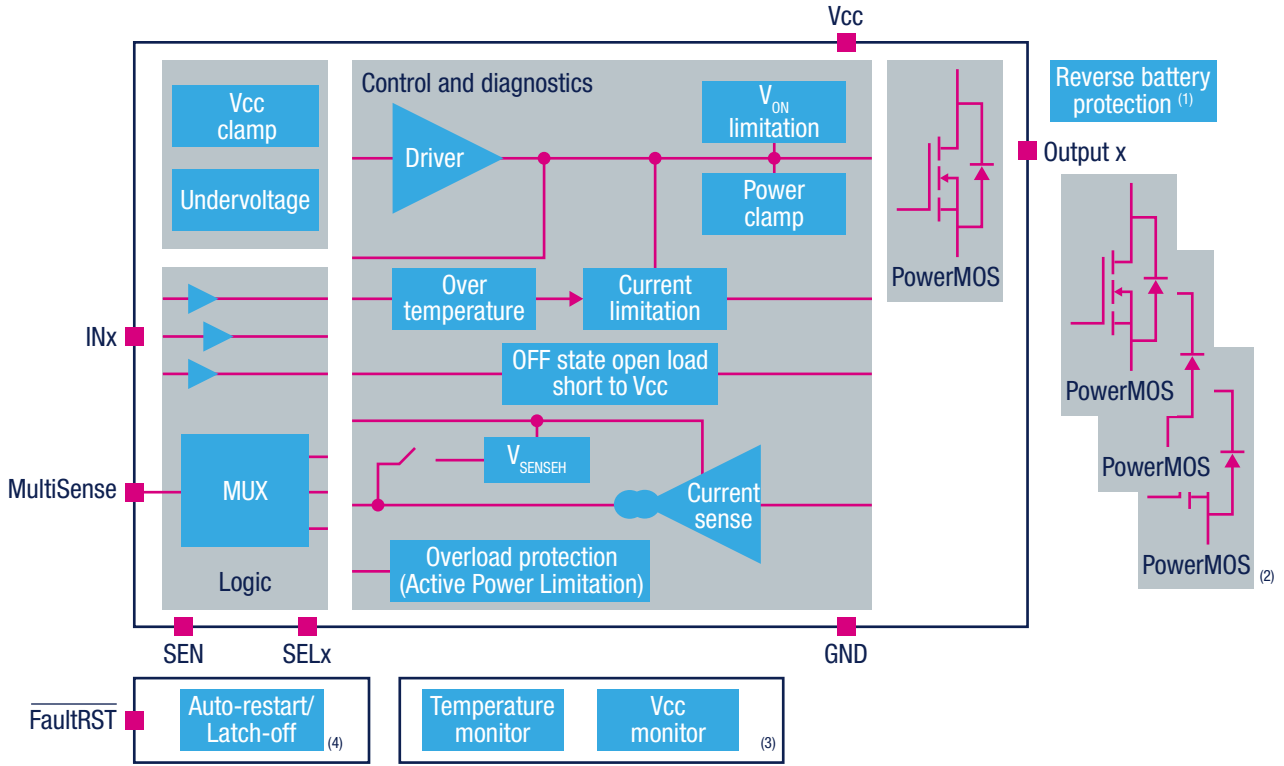 Vcc
Control and diagnostics
Vcc
clamp
Undervoltage
Driver
VON
limitation
Power
clamp
Over
temperature
Current
limitation
OFF state open load
short to Vcc
VSENSEH
Current
sense
Overload protection
(Active Power Limitation)
PowerMOS
Reverse battery
protection (1)
Output x
PowerMOS
PowerMOS
PowerMOS (2)
INx
MultiSense
MUX
Logic
SEN
SELx
GND
FaultRST
Auto-restart/
Latch-off (4)
Temperature
monitor
Vcc
monitor (3)